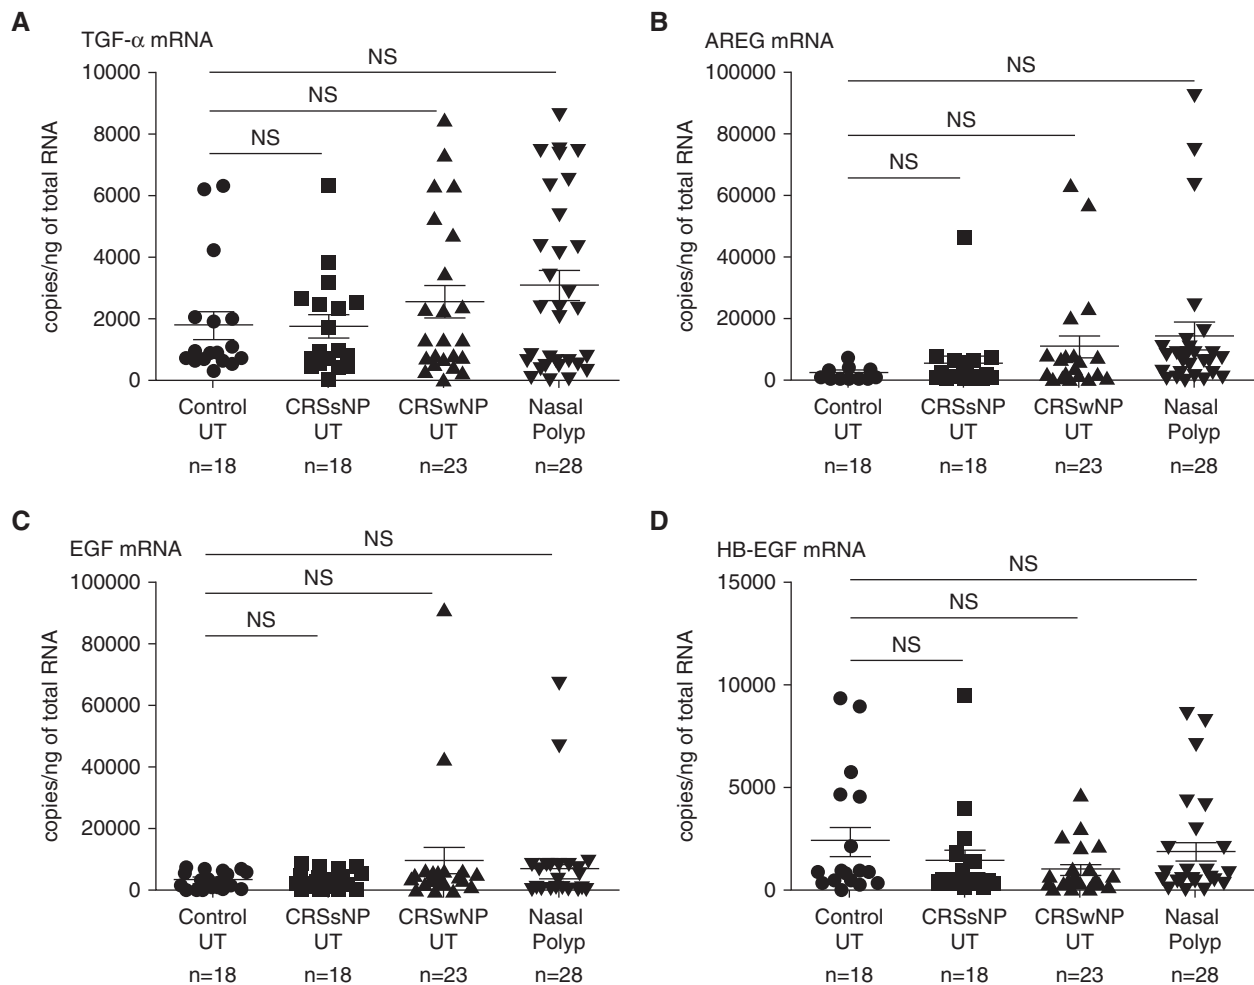 A
TGF-α mRNA
copies/ng of total RNA
10000
8000
6000
4000
2000
0
NS
NS
NS
Control UT
CRSsNP UT
CRSwNP UT
Nasal Polyp
n=18
n=18
n=23
n=28
B
AREG mRNA
copies/ng of total RNA
100000
80000
60000
40000
20000
0
NS
NS
NS
Control UT
CRSsNP UT
CRSwNP UT
Nasal Polyp
n=18
n=18
n=23
n=28
C
EGF mRNA
copies/ng of total RNA
100000
80000
60000
40000
20000
0
NS
NS
NS
Control UT
CRSsNP UT
CRSwNP UT
Nasal Polyp
n=18
n=18
n=23
n=28
D
HB-EGF mRNA
copies/ng of total RNA
15000
10000
5000
0
NS
NS
NS
Control UT
CRSsNP UT
CRSwNP UT
Nasal Polyp
n=18
n=18
n=23
n=28